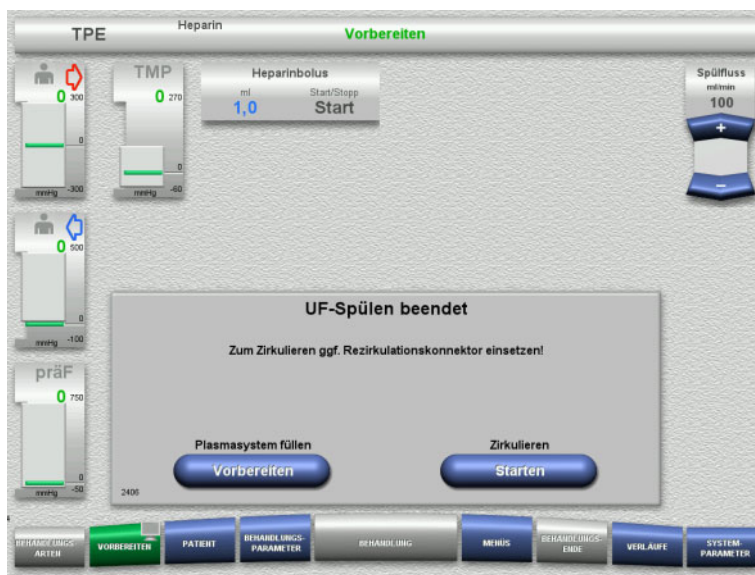 TPE
Heparin
Vorbereiten
0 300
0
mmHg -300
TMP
0 270
0
mmHg -60
Heparinbolus
ml Start/Stopp
1,0 Start
Spülfluss
ml/min
100
+
−
0 500
0
mmHg -100
präF
0 750
0
mmHg -50
UF-Spülen beendet
Zum Zirkulieren ggf. Rezirkulationskonnektor einsetzen!
Plasmasystem füllen Zirkulieren
Vorbereiten Starten
2406
BEHANDLUNGS-
ARTEN
VORBEREITEN
PATIENT
BEHANDLUNGS-
PARAMETER
BEHANDLUNG
MENÜS
BEHANDLUNGS-
ENDE
VERLÄUFE
SYSTEM-
PARAMETER